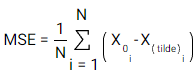 MSE = 1/N N∑i = 1 ( X0i - X(tilde)i )